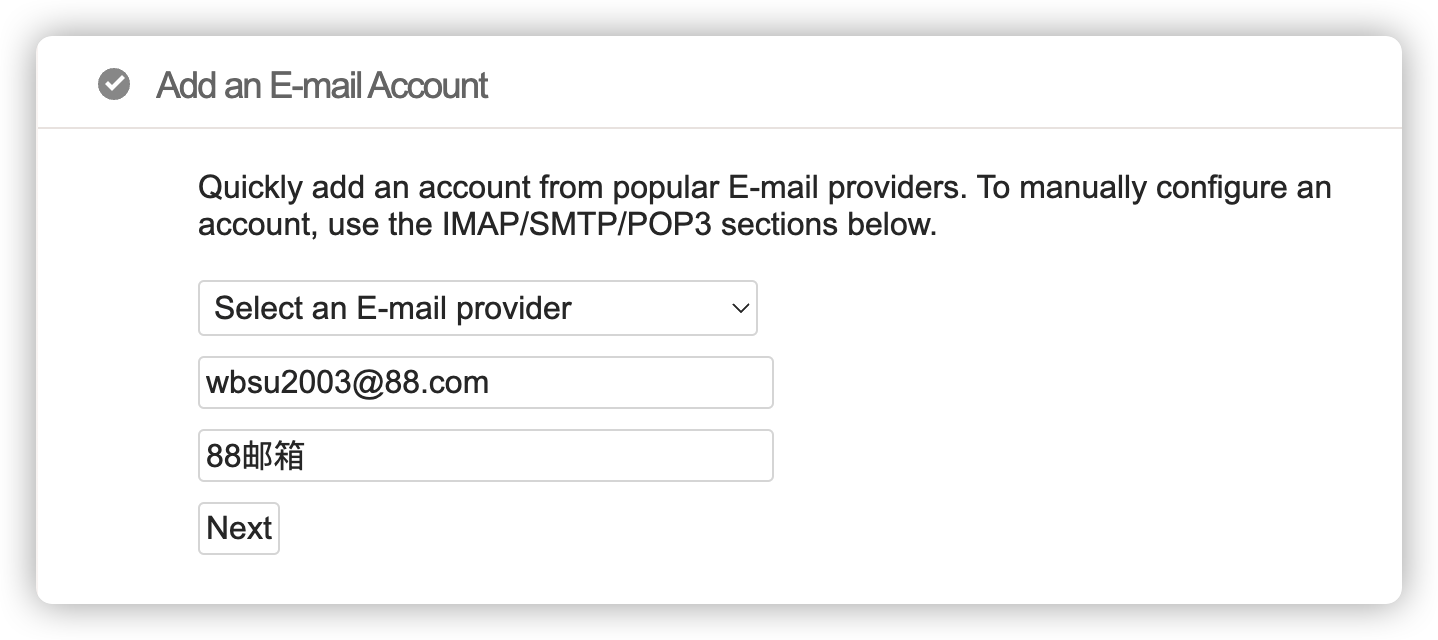 Add an E-mail Account
Quickly add an account from popular E-mail providers. To manually configure an
account, use the IMAP/SMTP/POP3 sections below.
Select an E-mail provider
wbsu2003@88.com
88邮箱
Next